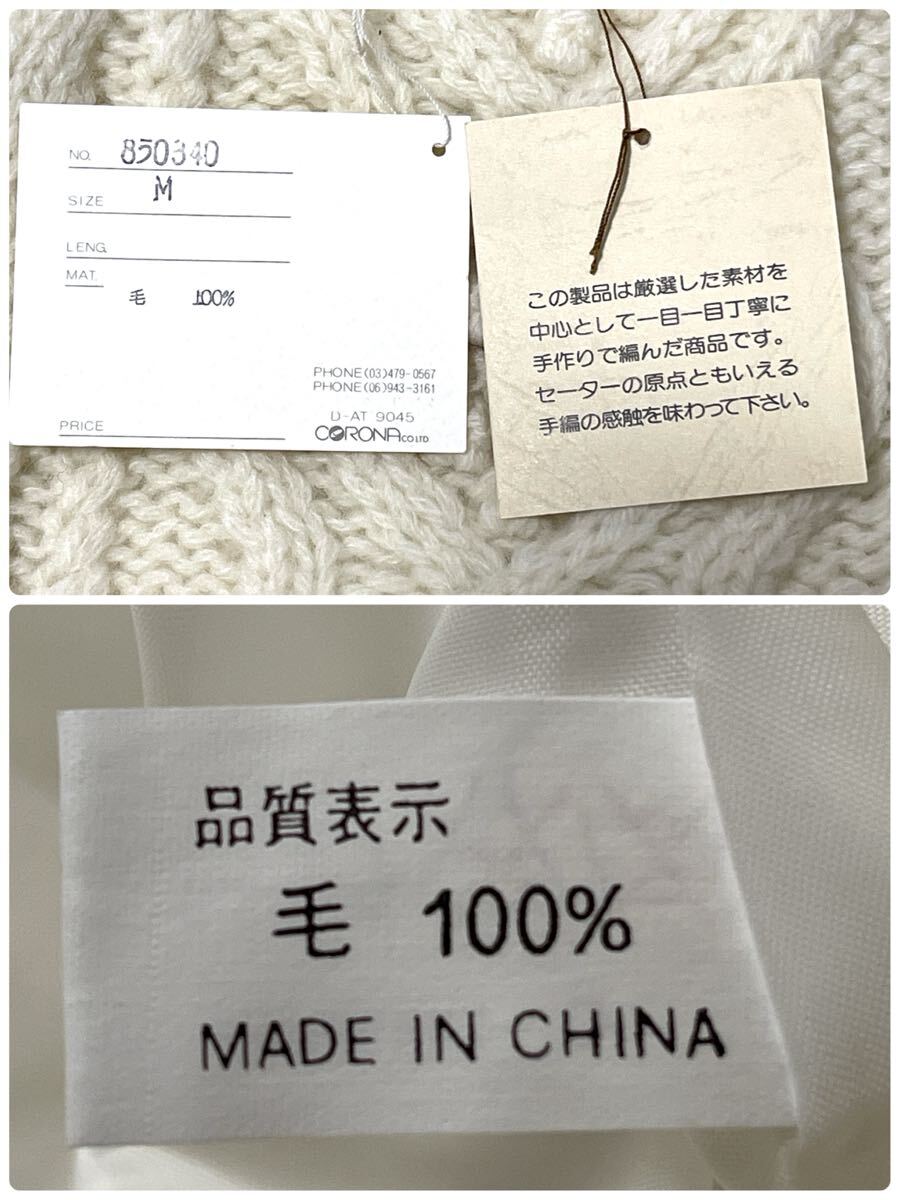 NO. 850340
SIZE M
LENG.
MAT.
毛 100%
PHONE (03)479-0567
PHONE (06)943-3161
D-AT 9045
PRICE
CORONA CO LTD
この製品は厳選した素材を
中心として一目一目丁寧に
手作りで編んだ商品です。
セーターの原点ともいえる
手編の感触を味わって下さい。
品質表示
毛 100%
MADE IN CHINA